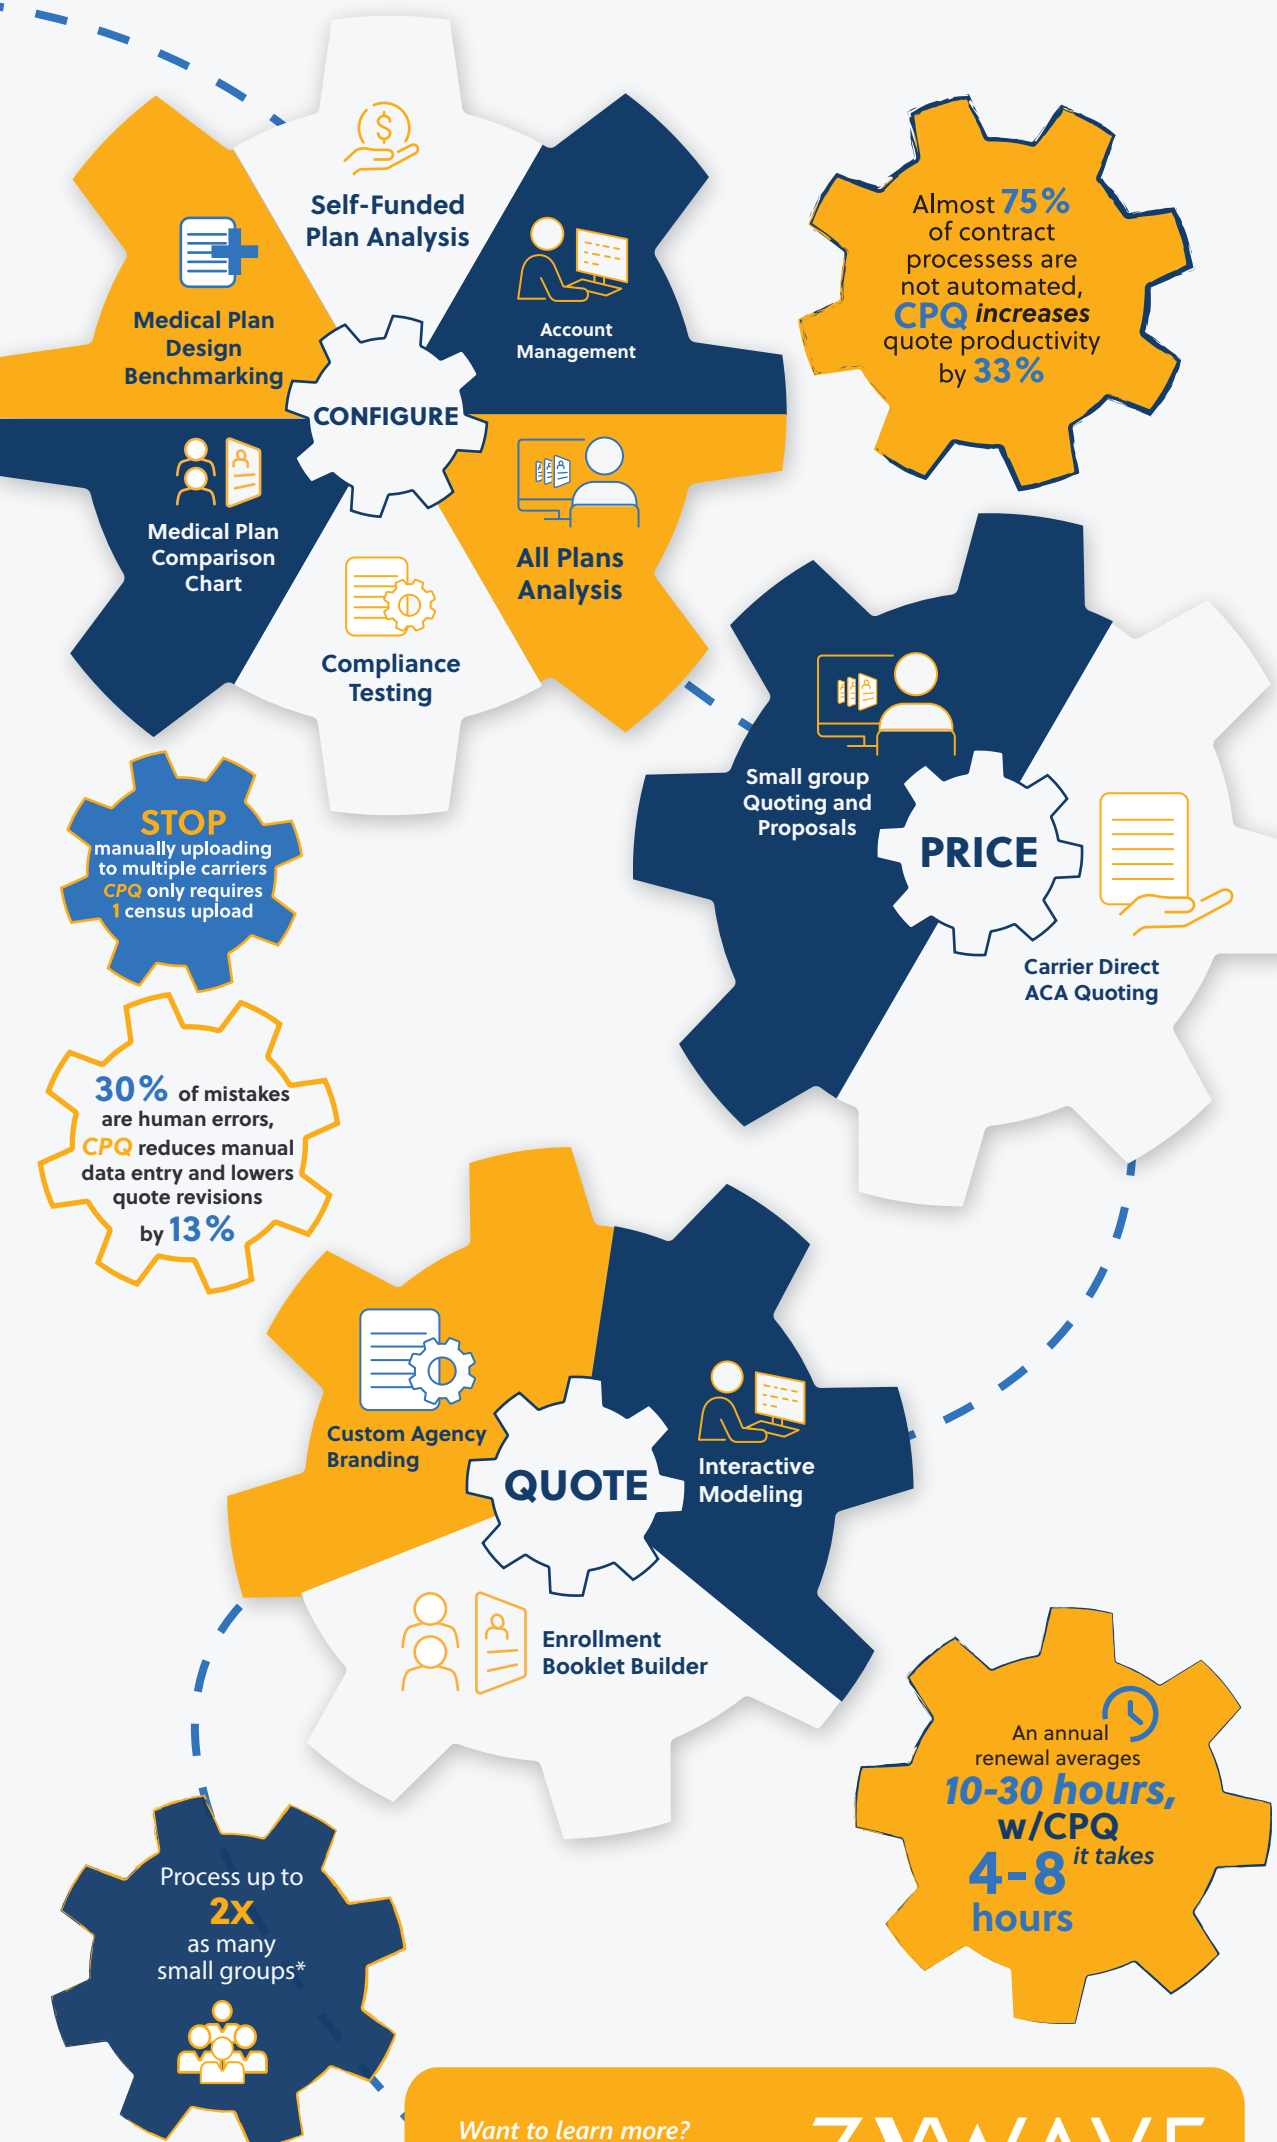 Self-Funded
Plan Analysis
Account
Management
Medical Plan
Design
Benchmarking
CONFIGURE
Medical Plan
Comparison
Chart
All Plans
Analysis
Compliance
Testing
Almost 75%
of contract
processess are
not automated,
CPQ increases
quote productivity
by 33%
Small group
Quoting and
Proposals
PRICE
Carrier Direct
ACA Quoting
STOP
manually uploading
to multiple carriers
CPQ only requires
1 census upload
30% of mistakes
are human errors,
CPQ reduces manual
data entry and lowers
quote revisions
by 13%
Custom Agency
Branding
QUOTE
Interactive
Modeling
Enrollment
Booklet Builder
An annual
renewal averages
10-30 hours,
w/CPQ
4-8 it takes
hours
Process up to
2X
as many
small groups*
Want to learn more?
ZYWAVE